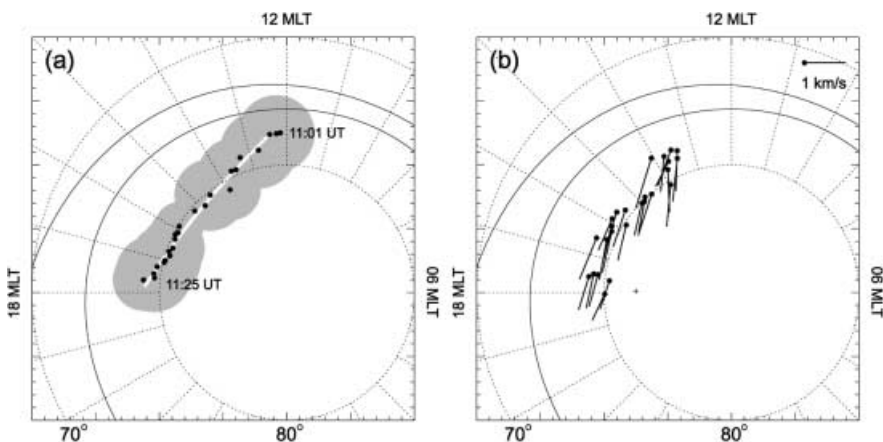 12 MLT
12 MLT
(a)
(b)
1 km/s
11:01 UT
11:25 UT
18 MLT
06 MLT
18 MLT
06 MLT
70°
80°
70°
80°